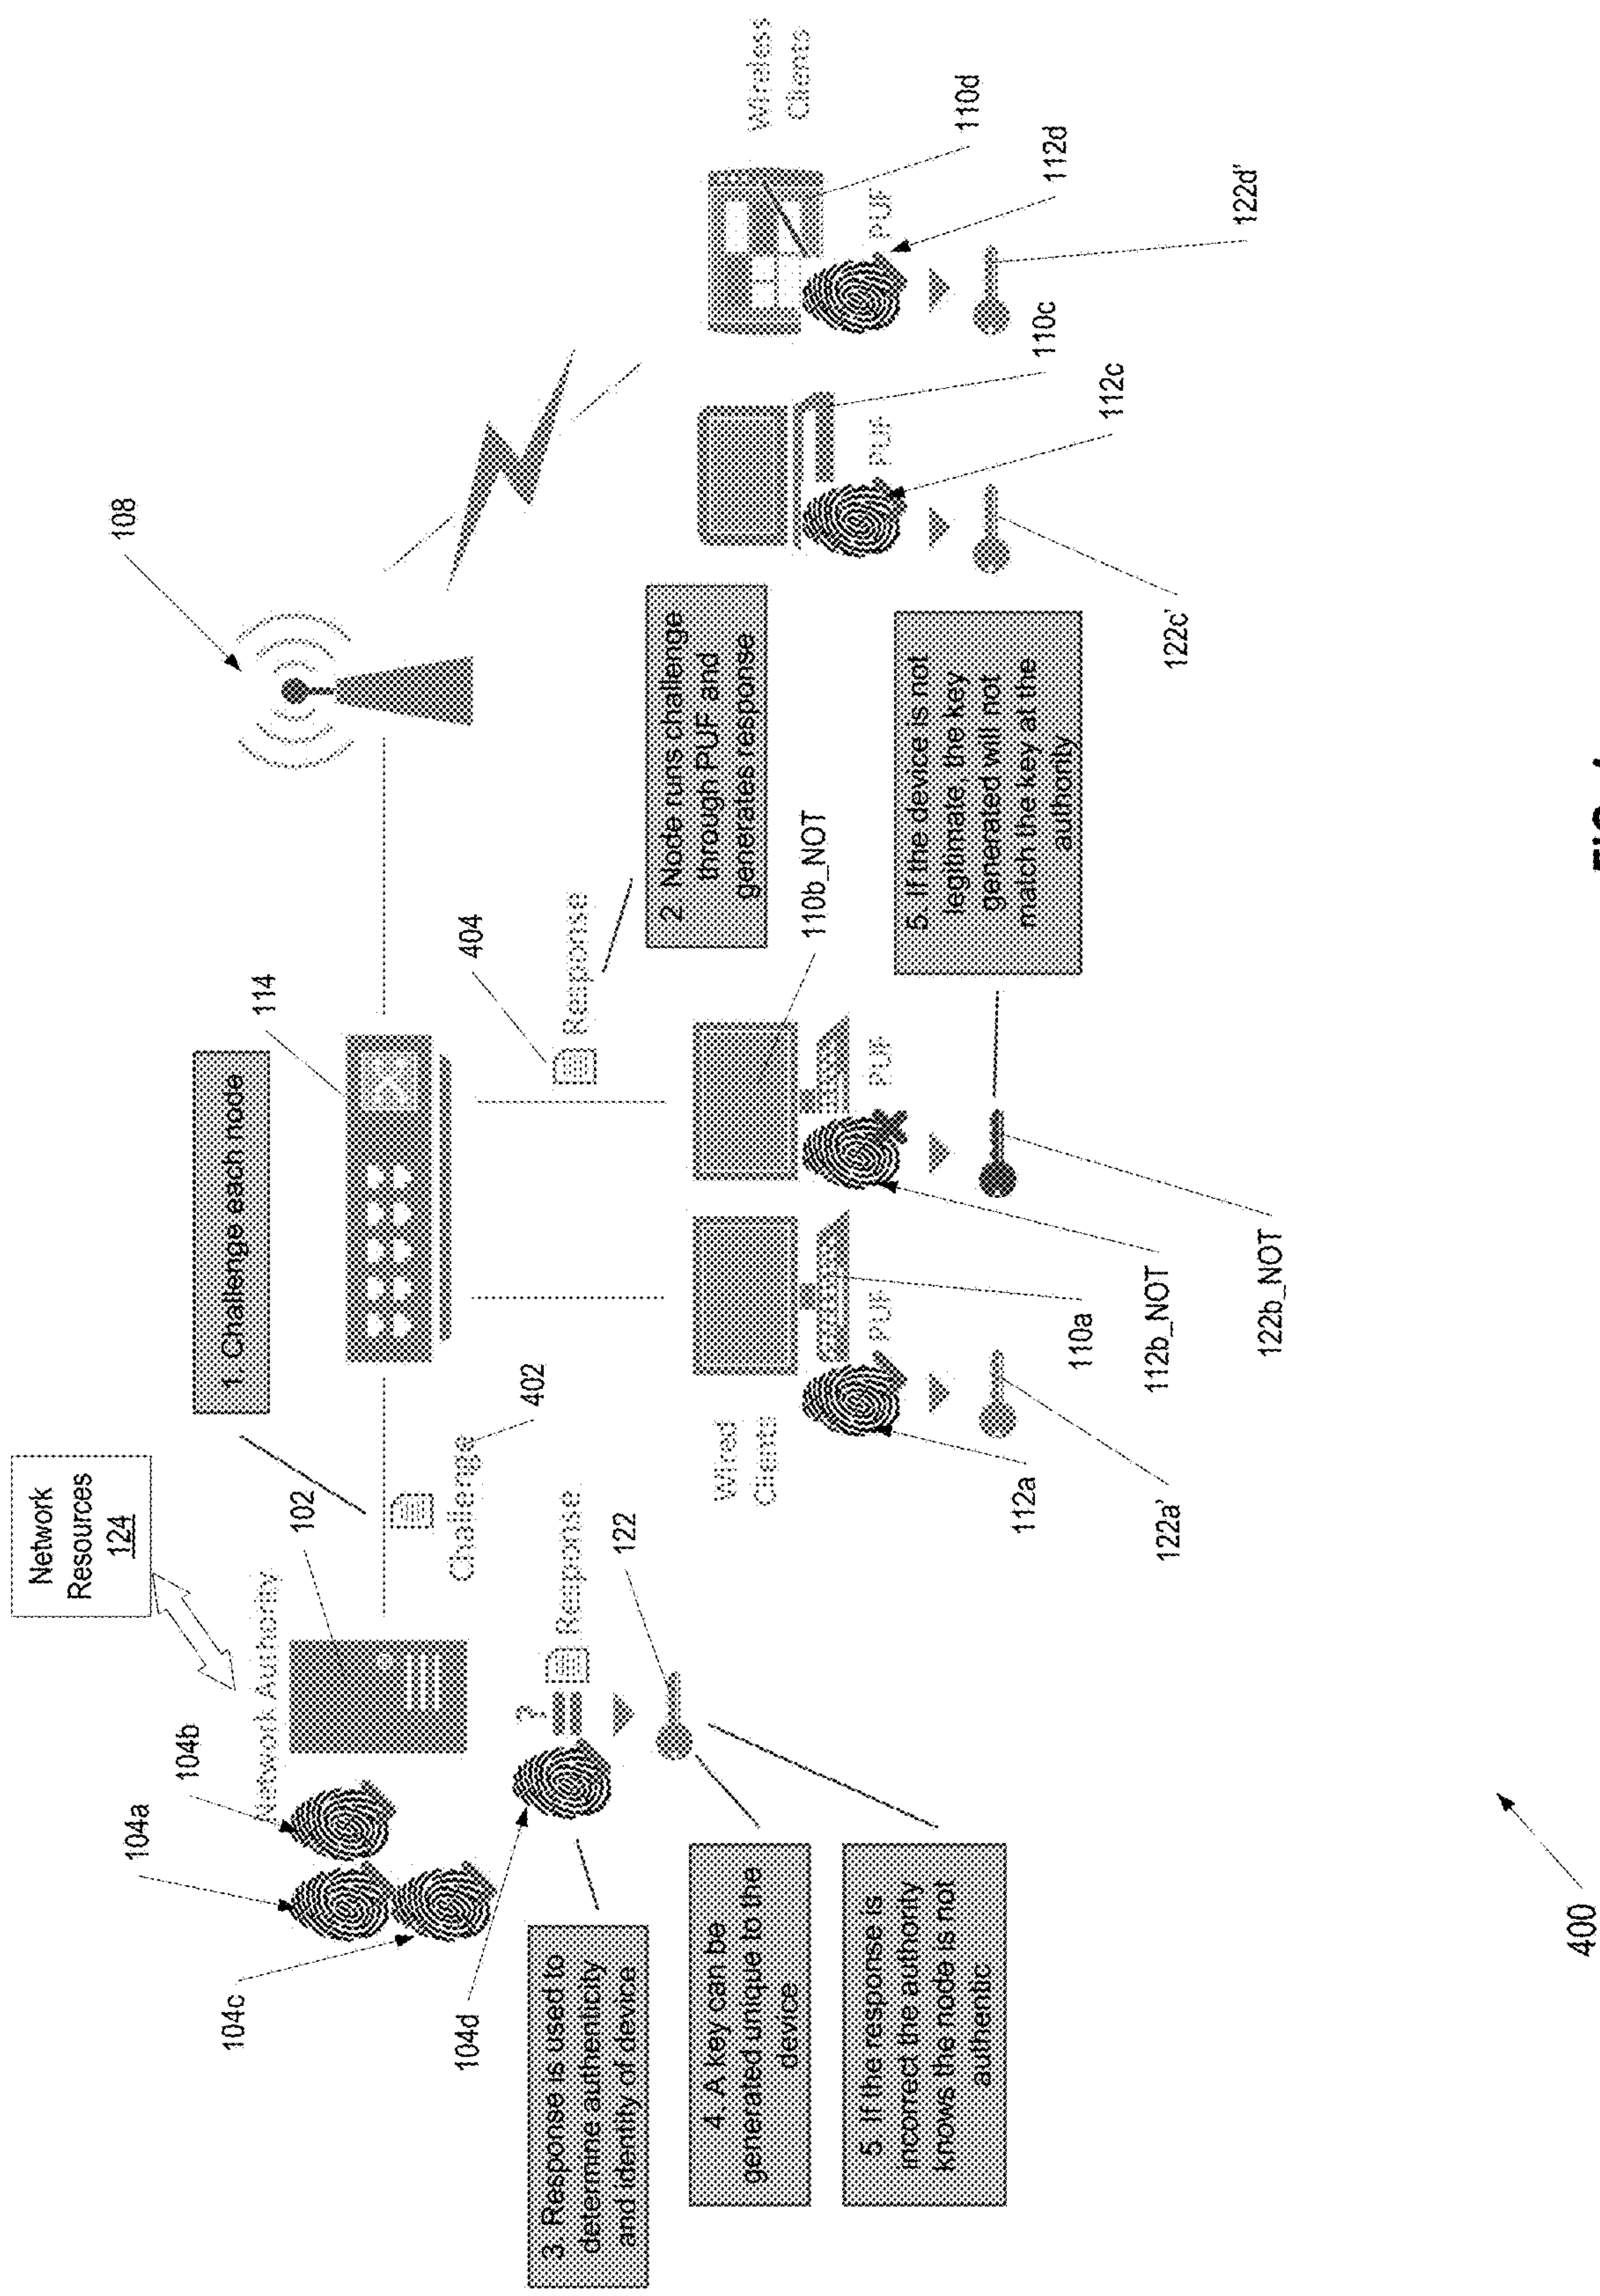 Network
Resources
124
Network Authority
102
104a
104b
104c
104d
1. Challenge each node
114
108
Challenge
402
? = Response
122
404
Response
2. Node runs challenge
through PUF and
generates response
3. Response is used to
determine authenticity
and identity of device
4. A key can be
generated unique to the
device
5. If the response is
incorrect the authority
knows the node is not
authentic
Wired
Clients
PUF
112a
122a'
110a
PUF
110b_NOT
112b_NOT
122b_NOT
5. If the device is not
legitimate, the key
generated will not
match the key at the
authority
PUF
110c
112c
122c'
Wireless
Clients
PUF
110d
112d
122d'
400